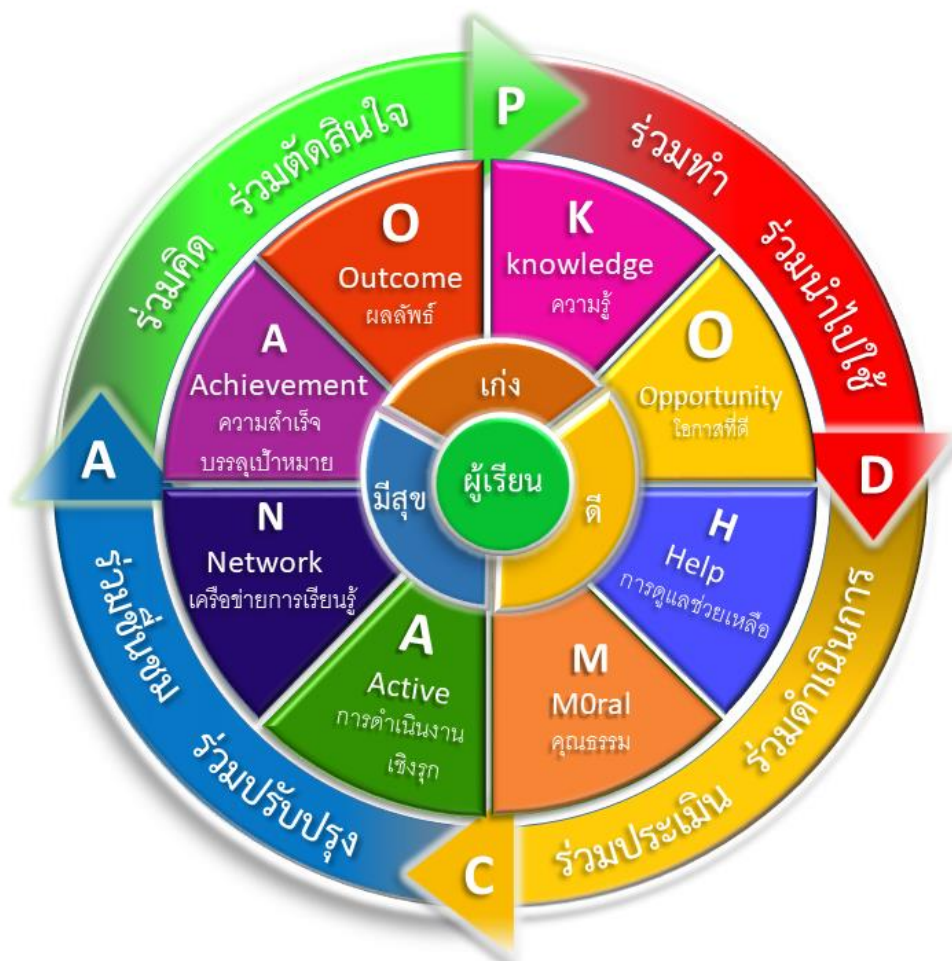 P
ร่วมทำ ร่วมนำไปใช้
D
ร่วมดำเนินการ ร่วมประเมิน
C
ร่วมปรับปรุง ร่วมชื่นชม
A
ร่วมคิด ร่วมตัดสินใจ
K
knowledge
ความรู้
O
Opportunity
โอกาสที่ดี
H
Help
การดูแลช่วยเหลือ
M
M0ral
คุณธรรม
A
Active
การดำเนินงาน
เชิงรุก
N
Network
เครือข่ายการเรียนรู้
A
Achievement
ความสำเร็จ
บรรลุเป้าหมาย
O
Outcome
ผลลัพธ์
เก่ง
ดี
มีสุข
ผู้เรียน